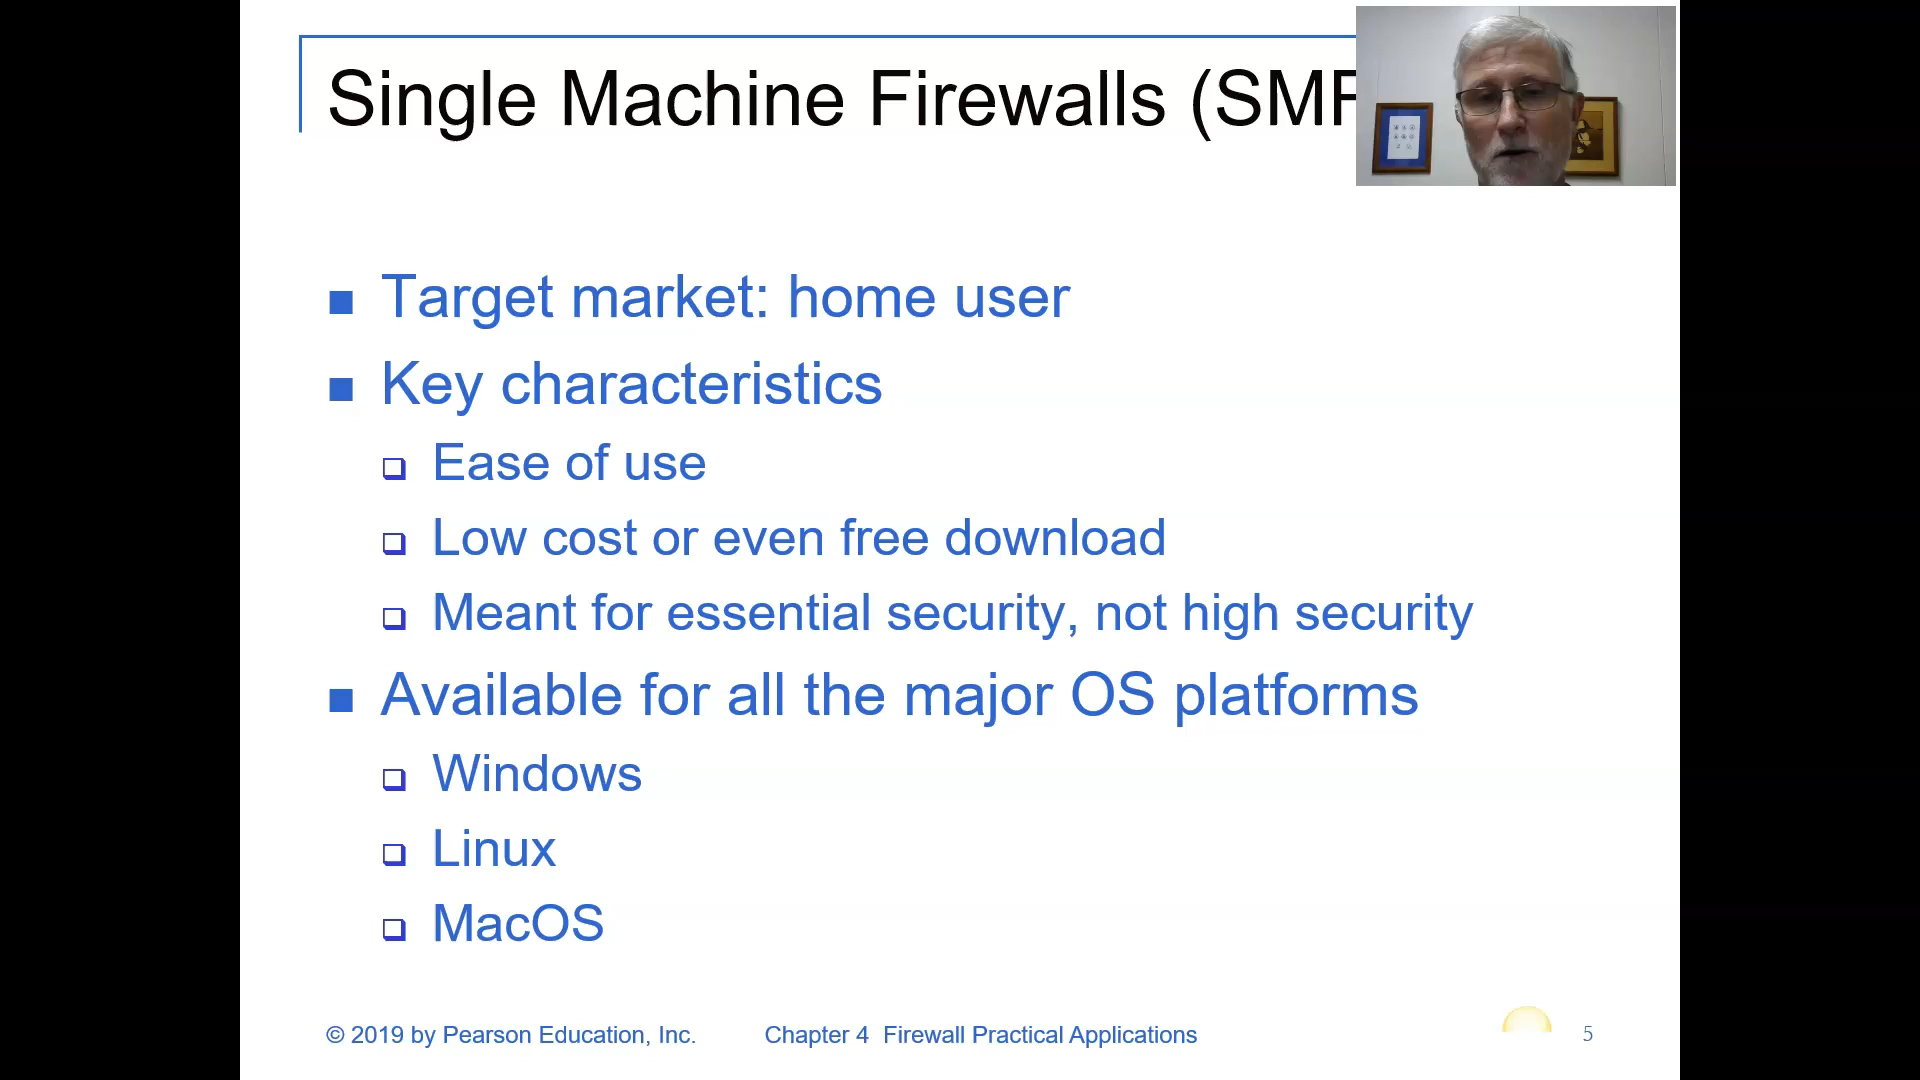 Single Machine Firewalls (SMF
Target market: home user
Key characteristics
Ease of use
Low cost or even free download
Meant for essential security, not high security
Available for all the major OS platforms
Windows
Linux
MacOS
© 2019 by Pearson Education, Inc. Chapter 4 Firewall Practical Applications 5